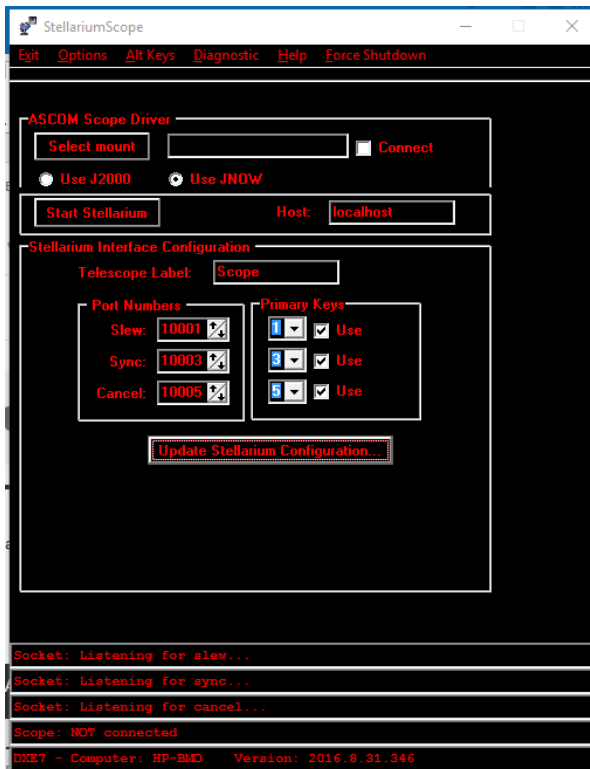 StellariumScope
Exit Options Alt Keys Diagnostic Help Force Shutdown
ASCOM Scope Driver
Select mount Connect
Use J2000 Use JNOW
Start Stellarium Host: localhost
Stellarium Interface Configuration
Telescope Label: Scope
Port Numbers Primary Keys
Slew: 10001 1 Use
Sync: 10003 3 Use
Cancel: 10005 5 Use
Update Stellarium Configuration...
Socket: Listening for slew...
Socket: Listening for sync...
Socket: Listening for cancel...
Scope: NOT connected
DXE7 - Computer: HP-BMO Version: 2016.8.31.346